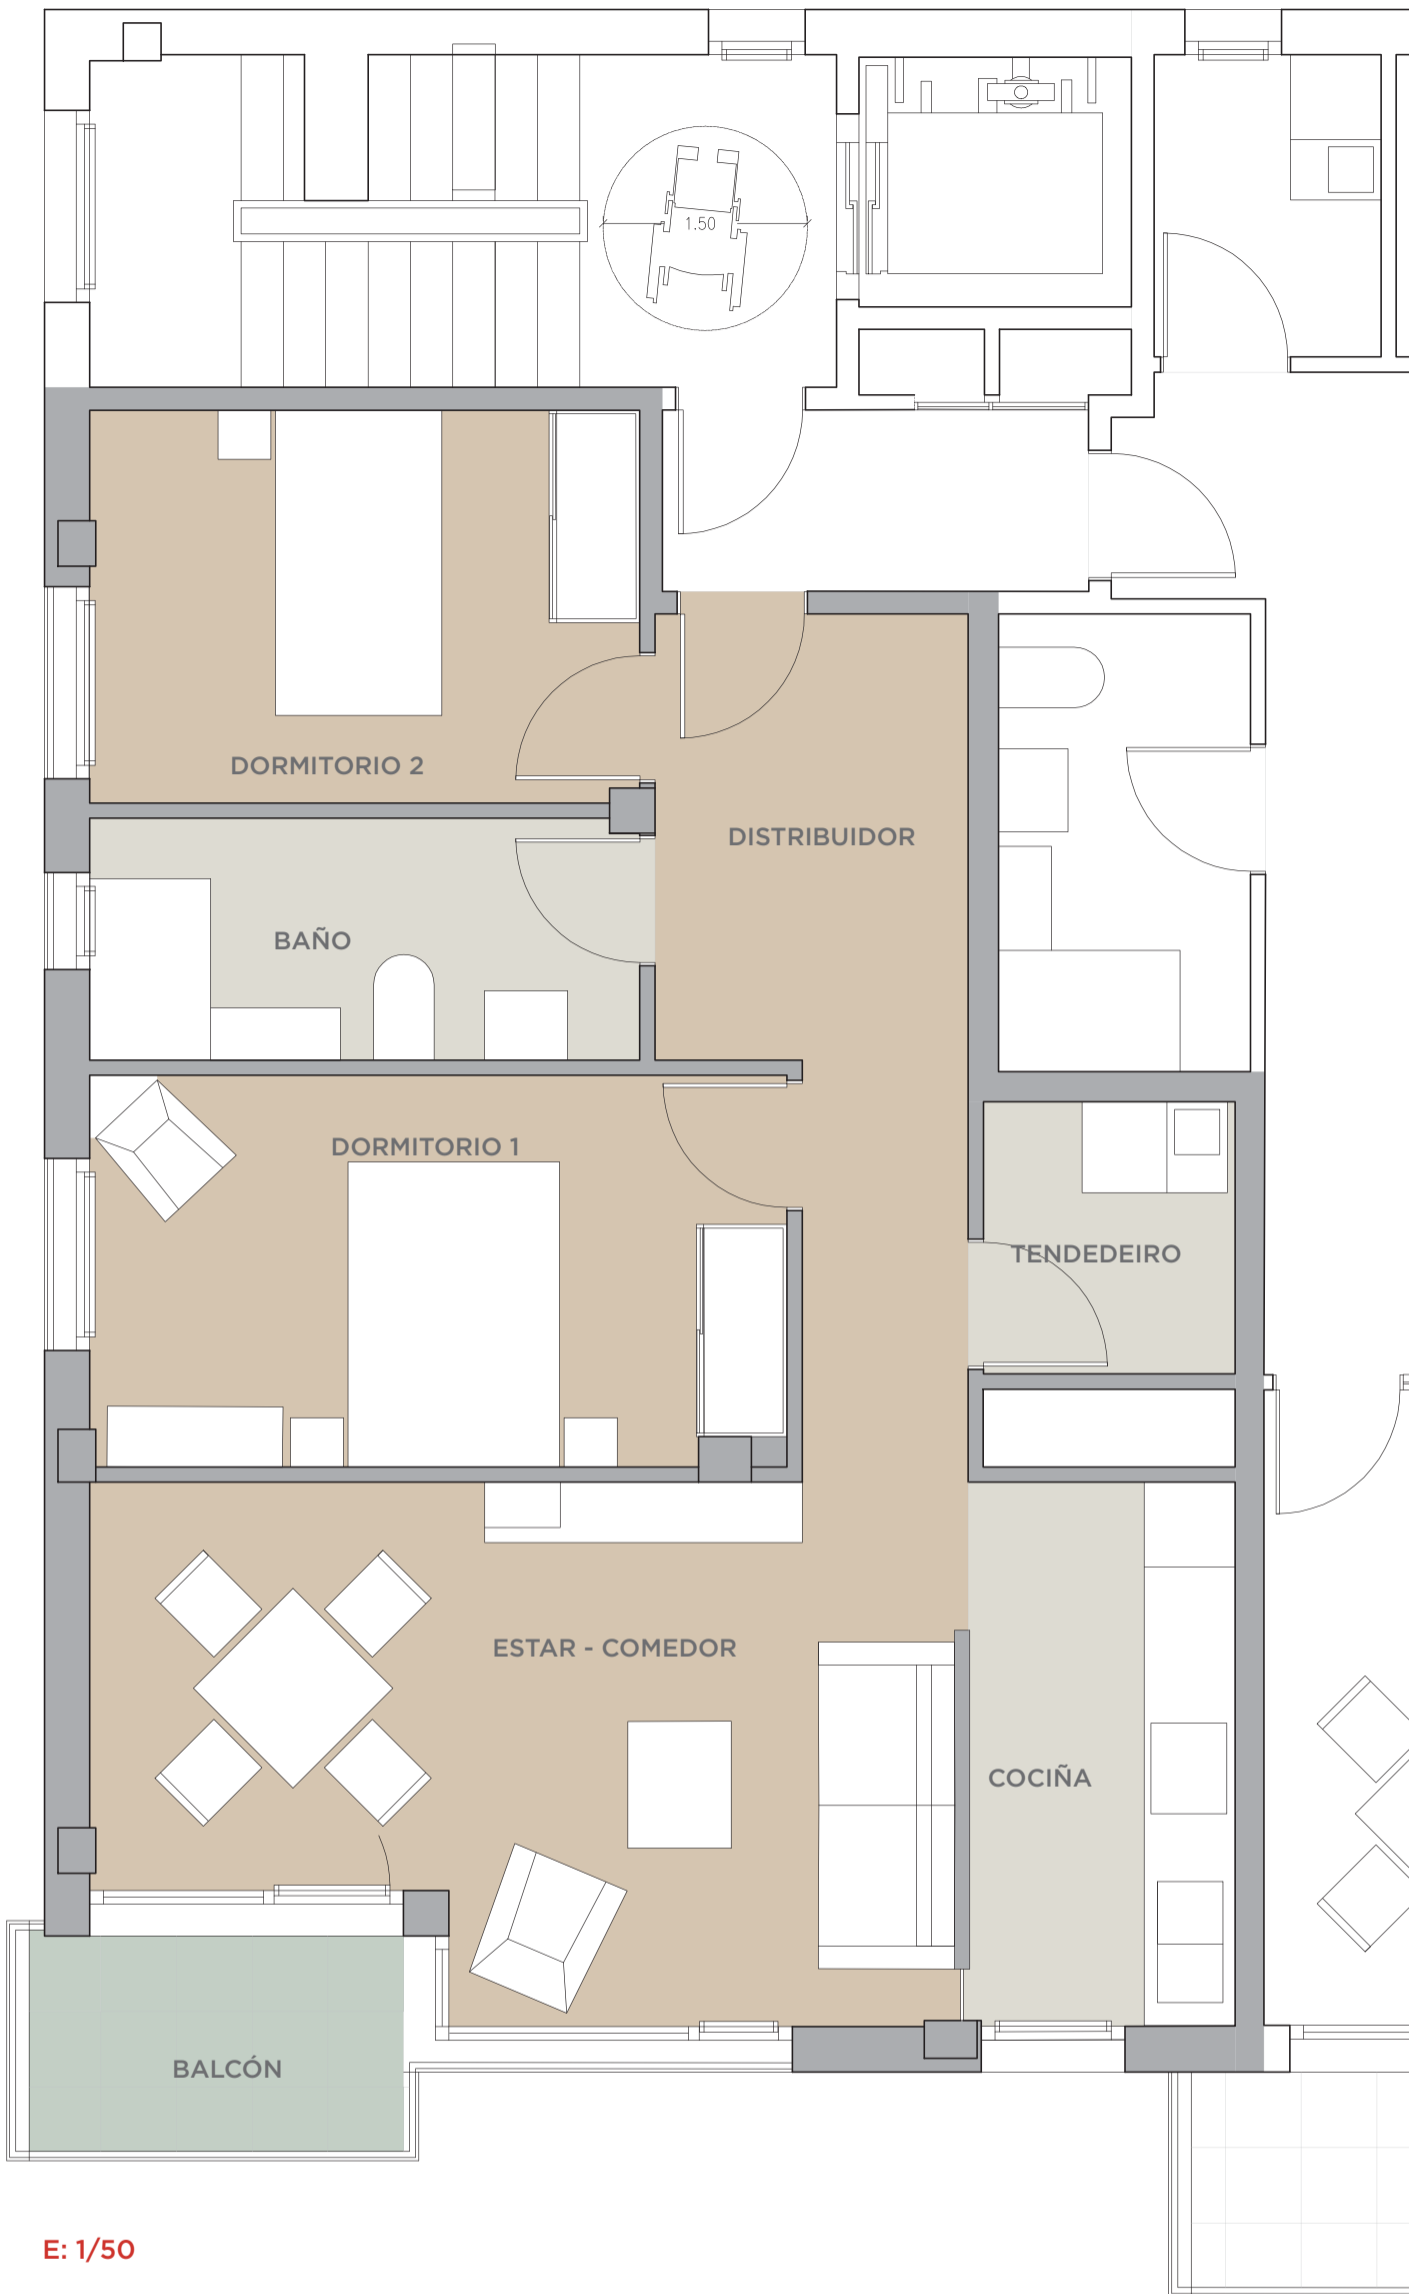 1.50
DORMITORIO 2
DISTRIBUIDOR
BAÑO
DORMITORIO 1
TENDEDEIRO
ESTAR - COMEDOR
COCIÑA
BALCÓN
E: 1/50